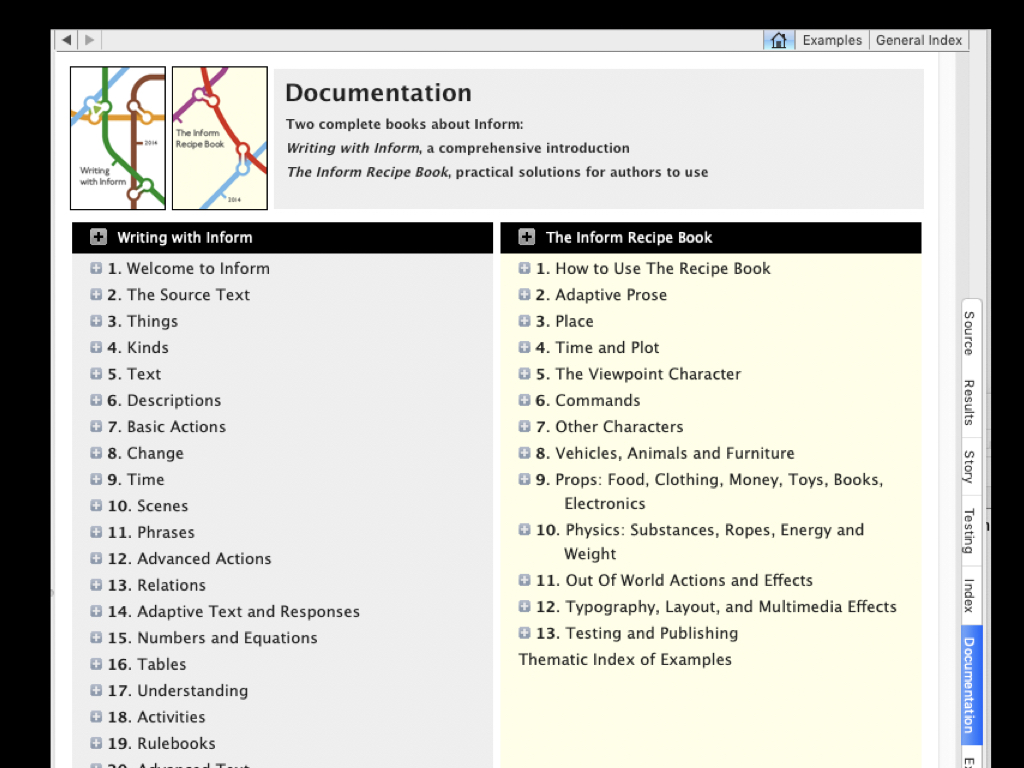 Examples
General Index
2014
Writing
with Inform
The Inform
Recipe Book
2014
Documentation
Two complete books about Inform:
Writing with Inform, a comprehensive introduction
The Inform Recipe Book, practical solutions for authors to use
Writing with Inform
1. Welcome to Inform
2. The Source Text
3. Things
4. Kinds
5. Text
6. Descriptions
7. Basic Actions
8. Change
9. Time
10. Scenes
11. Phrases
12. Advanced Actions
13. Relations
14. Adaptive Text and Responses
15. Numbers and Equations
16. Tables
17. Understanding
18. Activities
19. Rulebooks
20. Advanced Text
The Inform Recipe Book
1. How to Use The Recipe Book
2. Adaptive Prose
3. Place
4. Time and Plot
5. The Viewpoint Character
6. Commands
7. Other Characters
8. Vehicles, Animals and Furniture
9. Props: Food, Clothing, Money, Toys, Books,
Electronics
10. Physics: Substances, Ropes, Energy and
Weight
11. Out Of World Actions and Effects
12. Typography, Layout, and Multimedia Effects
13. Testing and Publishing
Thematic Index of Examples
Source
Results
Story
Testing
Index
Documentation